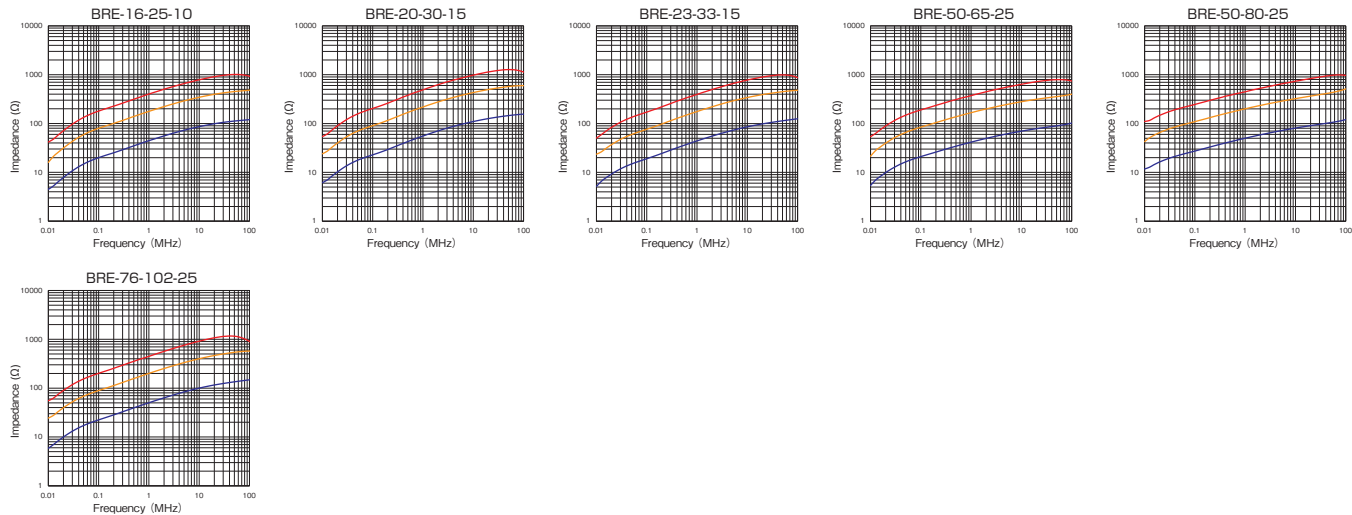 BRE-16-25-10
10000
1000
100
10
1
Impedance (Ω)
0.01 0.1 1 10 100
Frequency (MHz)
BRE-20-30-15
10000
1000
100
10
1
Impedance (Ω)
0.01 0.1 1 10 100
Frequency (MHz)
BRE-23-33-15
10000
1000
100
10
1
Impedance (Ω)
0.01 0.1 1 10 100
Frequency (MHz)
BRE-50-65-25
10000
1000
100
10
1
Impedance (Ω)
0.01 0.1 1 10 100
Frequency (MHz)
BRE-50-80-25
10000
1000
100
10
1
Impedance (Ω)
0.01 0.1 1 10 100
Frequency (MHz)
BRE-76-102-25
10000
1000
100
10
1
Impedance (Ω)
0.01 0.1 1 10 100
Frequency (MHz)